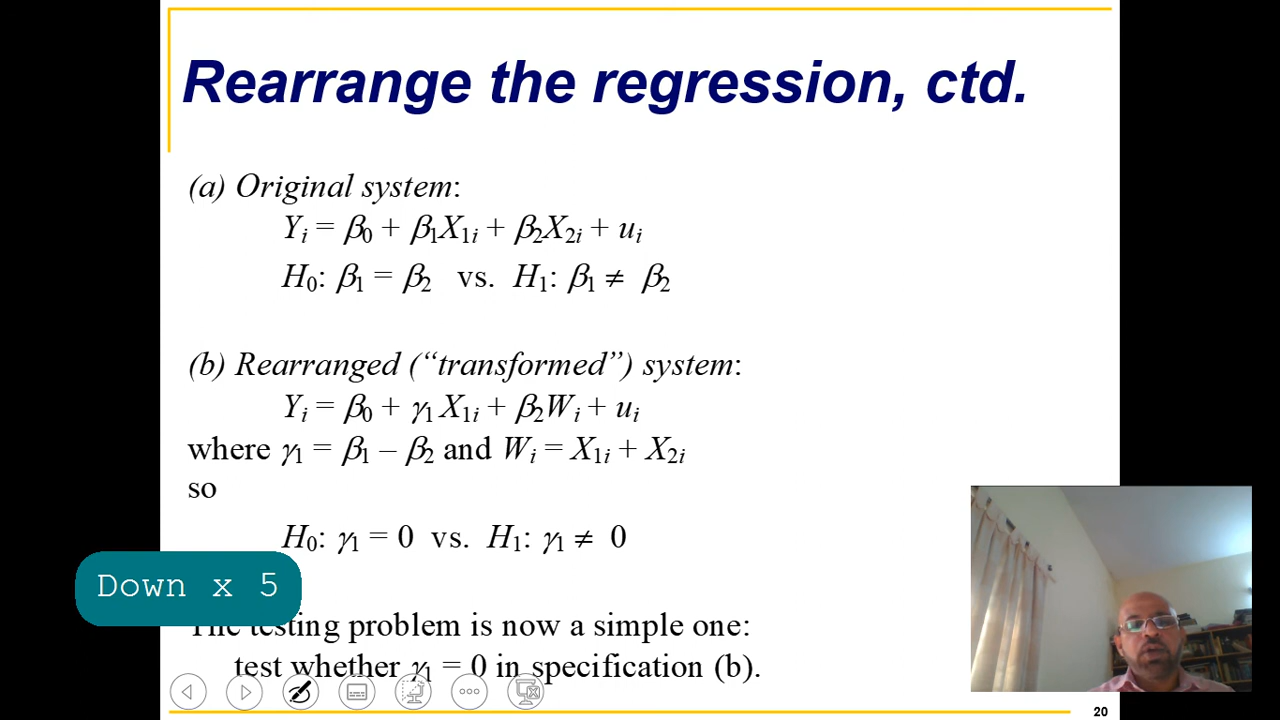 Rearrange the regression, ctd.
(a) Original system:
Yᵢ = β₀ + β₁X₁ᵢ + β₂X₂ᵢ + uᵢ
H₀: β₁ = β₂ vs. H₁: β₁ ≠ β₂
(b) Rearranged (“transformed”) system:
Yᵢ = β₀ + γ₁ X₁ᵢ + β₂Wᵢ + uᵢ
where γ₁ = β₁ – β₂ and Wᵢ = X₁ᵢ + X₂ᵢ
so
H₀: γ₁ = 0 vs. H₁: γ₁ ≠ 0
Down x 5
The testing problem is now a simple one:
test whether γ₁ = 0 in specification (b).
20